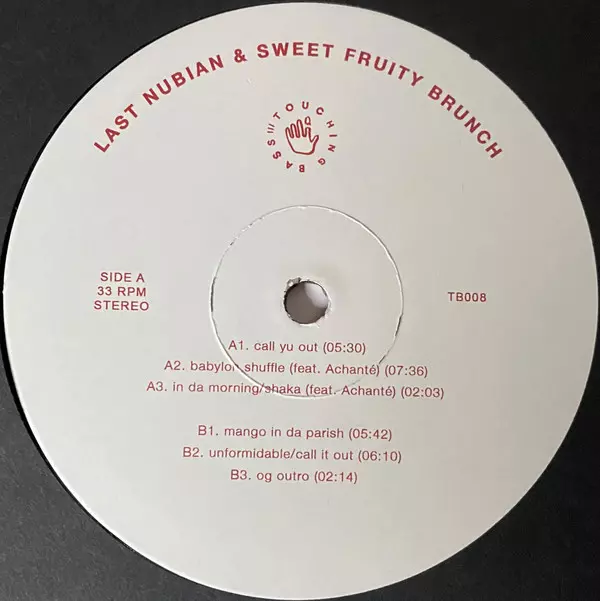 LAST NUBIAN & SWEET FRUITY BRUNCH
TOUCHING BASS
SIDE A
33 RPM
STEREO
TB008
A1. call yu out (05:30)
A2. babylon shuffle (feat. Achanté) (07:36)
A3. in da morning/shaka (feat. Achanté) (02:03)
B1. mango in da parish (05:42)
B2. unformidable/call it out (06:10)
B3. og outro (02:14)